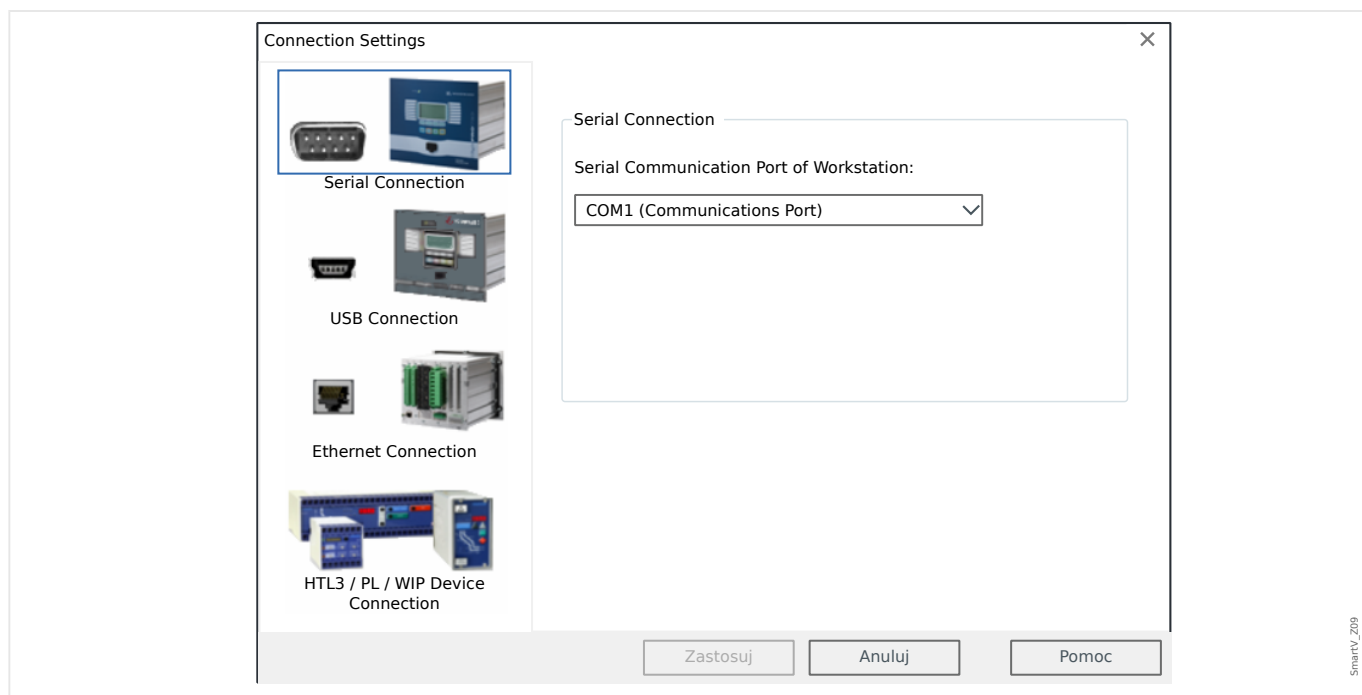 Connection Settings
Serial Connection
USB Connection
Ethernet Connection
HTL3 / PL / WIP Device
Connection
Serial Connection
Serial Communication Port of Workstation:
COM1 (Communications Port)
Zastosuj
Anuluj
Pomoc
SmartV_Z09